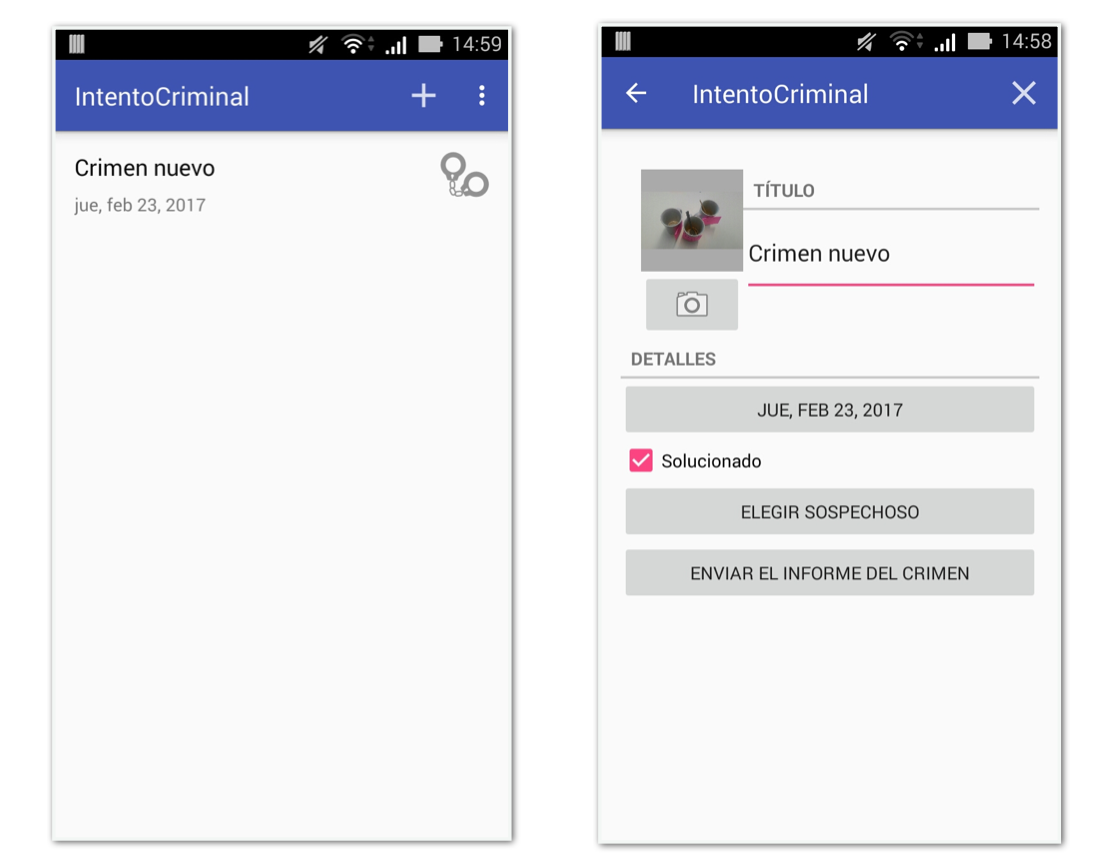 14:59
IntentoCriminal
Crimen nuevo
jue, feb 23, 2017
14:58
IntentoCriminal
TÍTULO
Crimen nuevo
DETALLES
JUE, FEB 23, 2017
Solucionado
ELEGIR SOSPECHOSO
ENVIAR EL INFORME DEL CRIMEN